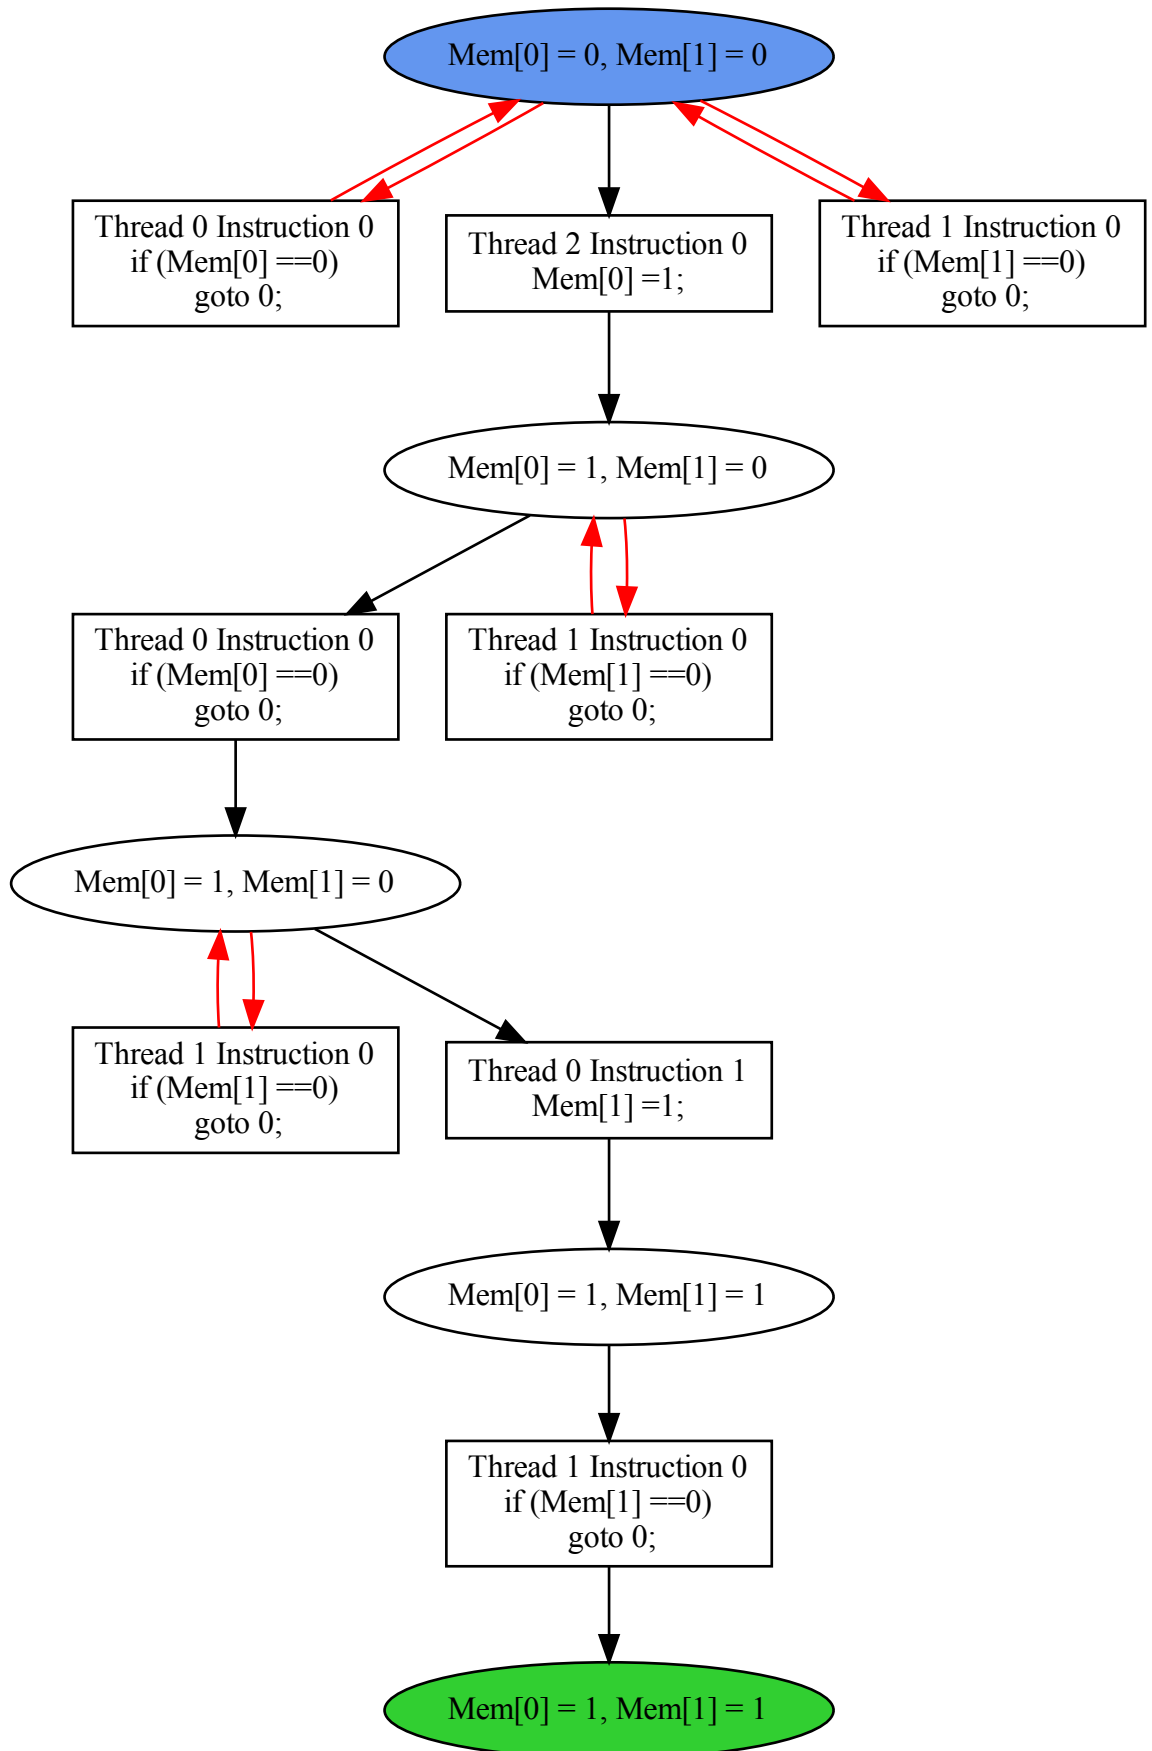 Mem[0] = 0, Mem[1] = 0
Thread 0 Instruction 0
if (Mem[0] ==0)
goto 0;
Thread 2 Instruction 0
Mem[0] =1;
Thread 1 Instruction 0
if (Mem[1] ==0)
goto 0;
Mem[0] = 1, Mem[1] = 0
Thread 0 Instruction 0
if (Mem[0] ==0)
goto 0;
Thread 1 Instruction 0
if (Mem[1] ==0)
goto 0;
Mem[0] = 1, Mem[1] = 0
Thread 1 Instruction 0
if (Mem[1] ==0)
goto 0;
Thread 0 Instruction 1
Mem[1] =1;
Mem[0] = 1, Mem[1] = 1
Thread 1 Instruction 0
if (Mem[1] ==0)
goto 0;
Mem[0] = 1, Mem[1] = 1